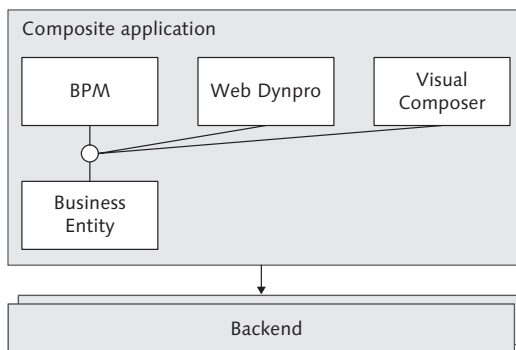 Composite application
BPM
Web Dynpro
Visual
Composer
Business
Entity
Backend